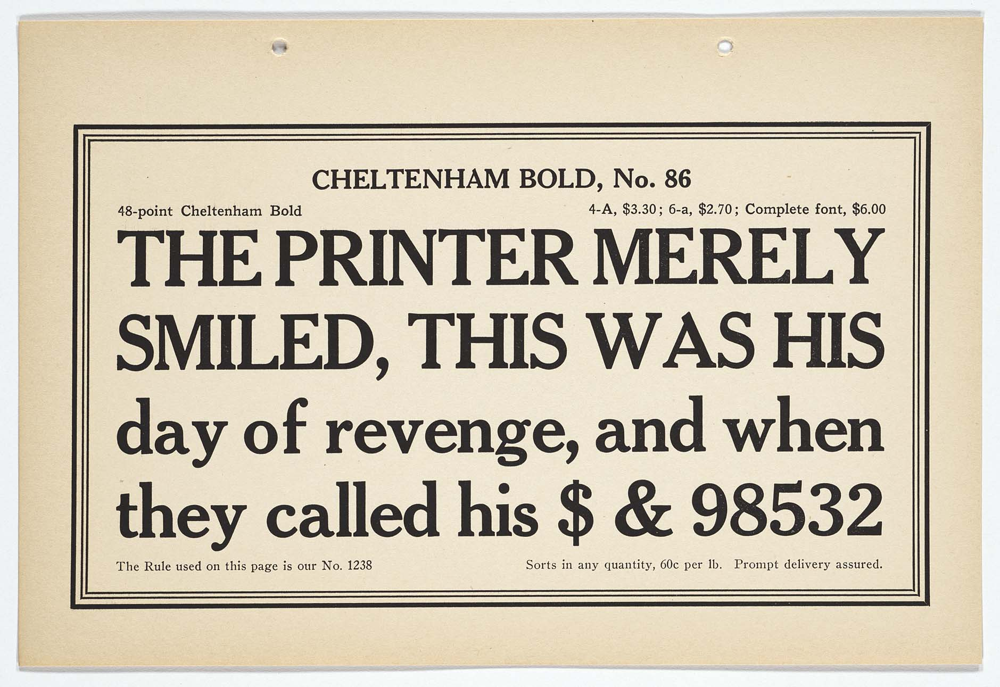 CHELTENHAM BOLD, No. 86
48-point Cheltenham Bold 4-A, $3.30; 6-a, $2.70; Complete font, $6.00
THE PRINTER MERELY
SMILED, THIS WAS HIS
day of revenge, and when
they called his $ & 98532
The Rule used on this page is our No. 1238 Sorts in any quantity, 60c per lb. Prompt delivery assured.